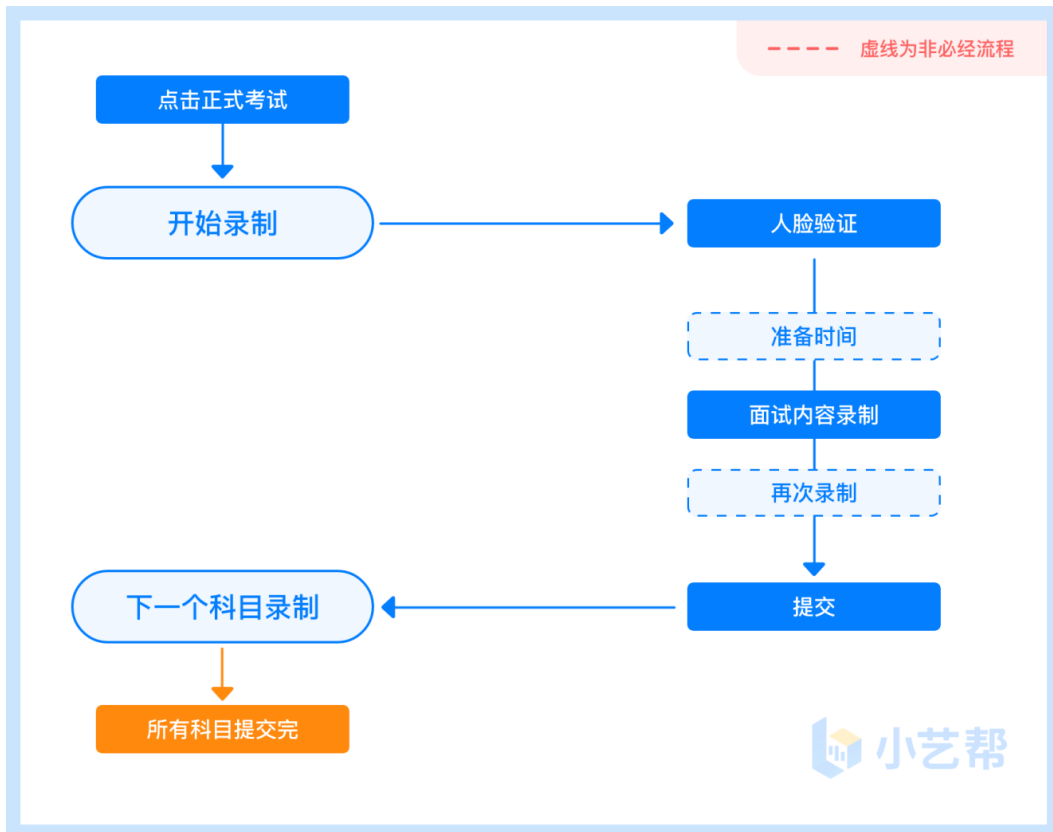 虚线为非必经流程
点击正式考试
开始录制
人脸验证
准备时间
面试内容录制
再次录制
提交
下一个科目录制
所有科目提交完
小艺帮